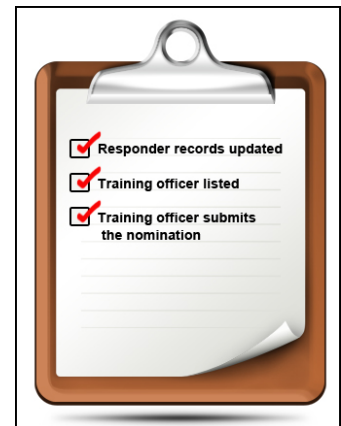 Responder records updated
Training officer listed
Training officer submits
the nomination